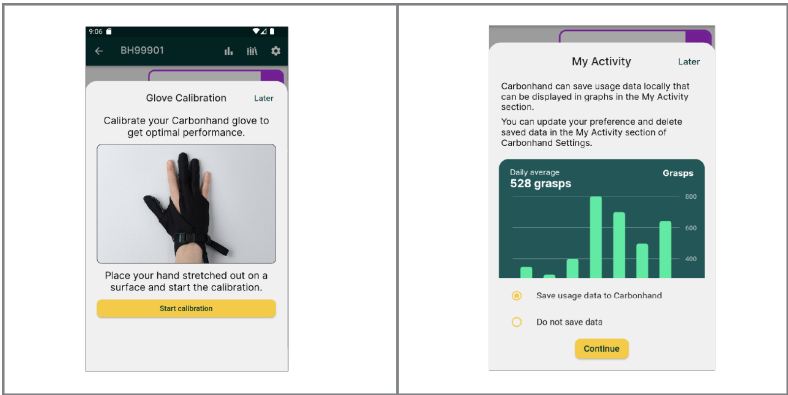 9:06
BH99901
Glove Calibration
Later
Calibrate your Carbonhand glove to
get optimal performance.
Place your hand stretched out on a
surface and start the calibration.
Start calibration
My Activity
Later
Carbonhand can save usage data locally that
can be displayed in graphs in the My Activity
section.
You can update your preference and delete
saved data in the My Activity section of
Carbonhand Settings.
Daily average
528 grasps
Grasps
800
600
400
Save usage data to Carbonhand
Do not save data
Continue